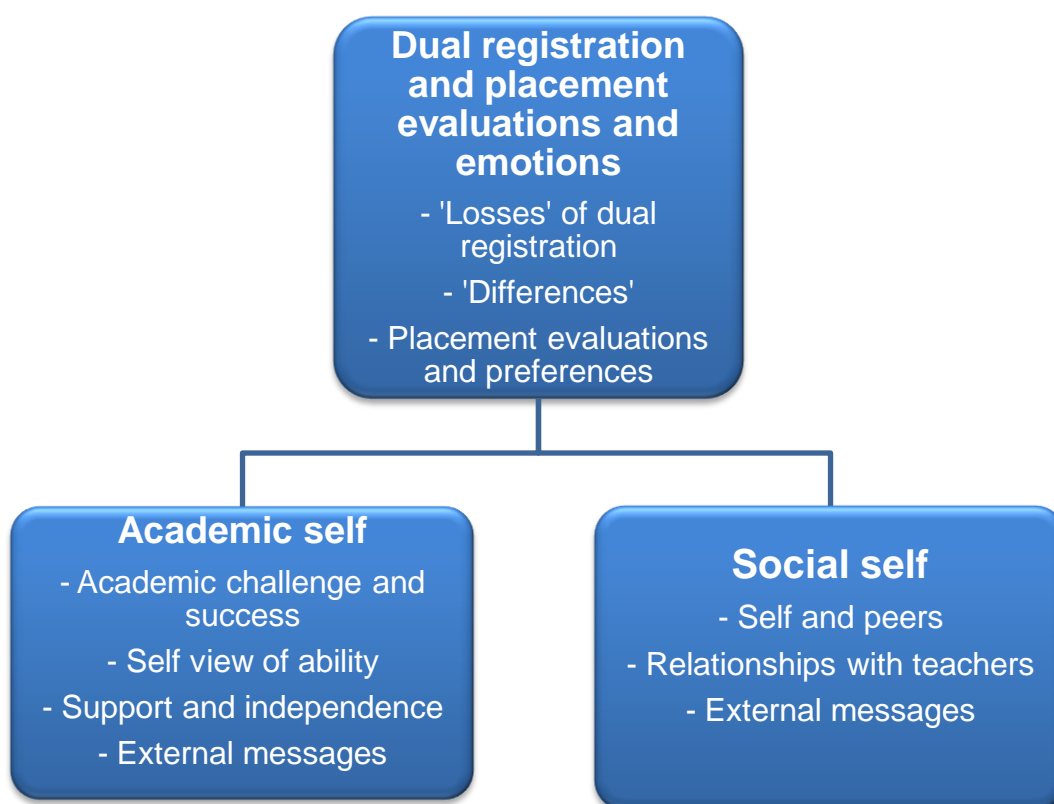 Dual registration
and placement
evaluations and
emotions
- 'Losses' of dual
registration
- 'Differences'
- Placement evaluations
and preferences
Academic self
- Academic challenge and
success
- Self view of ability
- Support and independence
- External messages
Social self
- Self and peers
- Relationships with teachers
- External messages